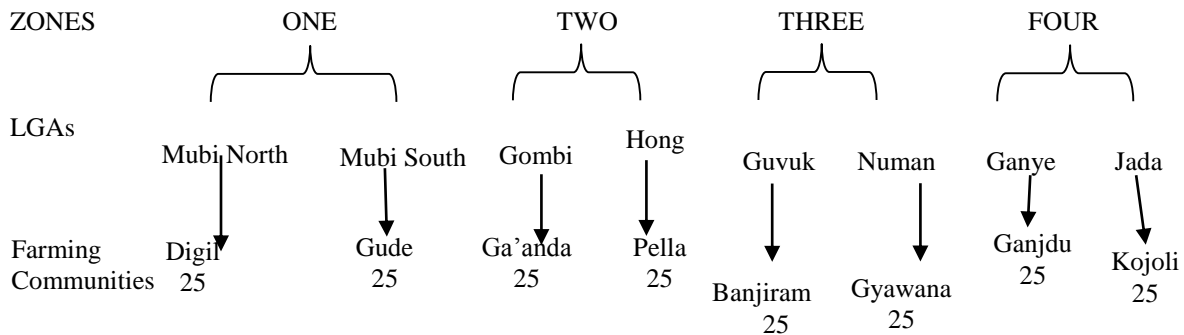 ZONES ONE TWO THREE FOUR
LGAs
Mubi North Mubi South Gombi Hong Guvuk Numan Ganye Jada
Farming Communities
Digil Gude Ga’anda Pella Banjiram Gyawana Ganjdu Kojoli
25 25 25 25 25 25 25 25